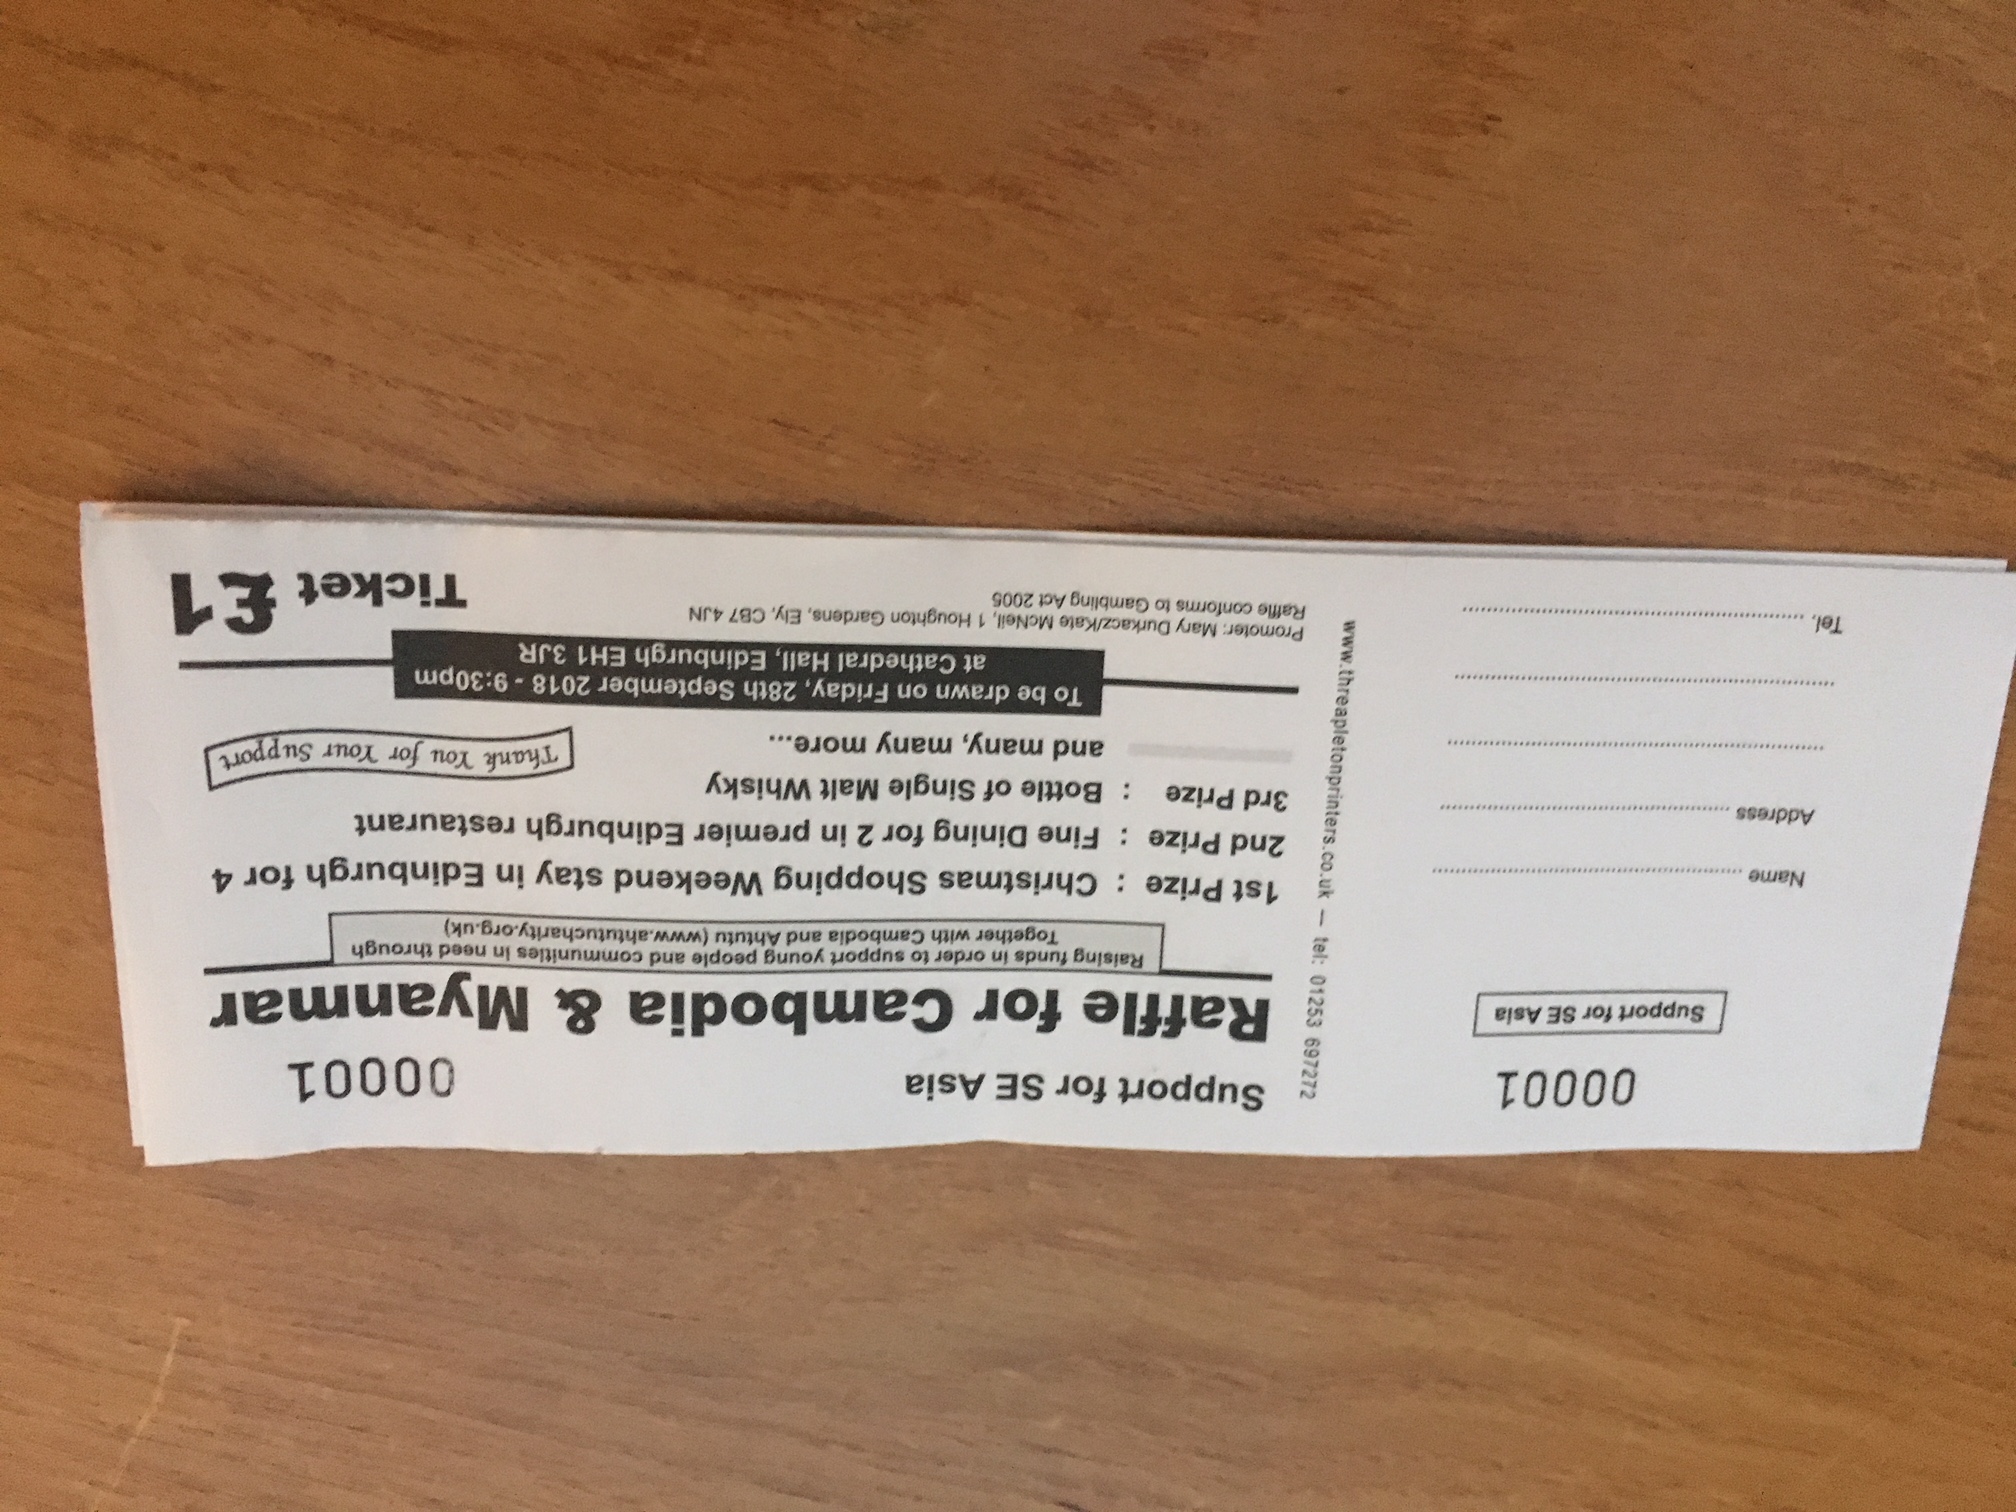 00001
Support for SE Asia
Name
Address
Tel.
www.threapletonprinters.co.uk — tel: 01253 697272
Support for SE Asia
00001
Raffle for Cambodia & Myanmar
Raising funds in order to support young people and communities in need through
Together with Cambodia and Ahtutu (www.ahtutucharity.org.uk)
1st Prize : Christmas Shopping Weekend stay in Edinburgh for 4
2nd Prize : Fine Dining for 2 in premier Edinburgh restaurant
3rd Prize : Bottle of Single Malt Whisky
and many, many more...
Thank You for Your Support
To be drawn on Friday, 28th September 2018 - 9:30pm
at Cathedral Hall, Edinburgh EH1 3JR
Promoter: Mary Durkacz/Kate McNeil, 1 Houghton Gardens, Ely, CB7 4JN
Raffle conforms to Gambling Act 2005
Ticket £1